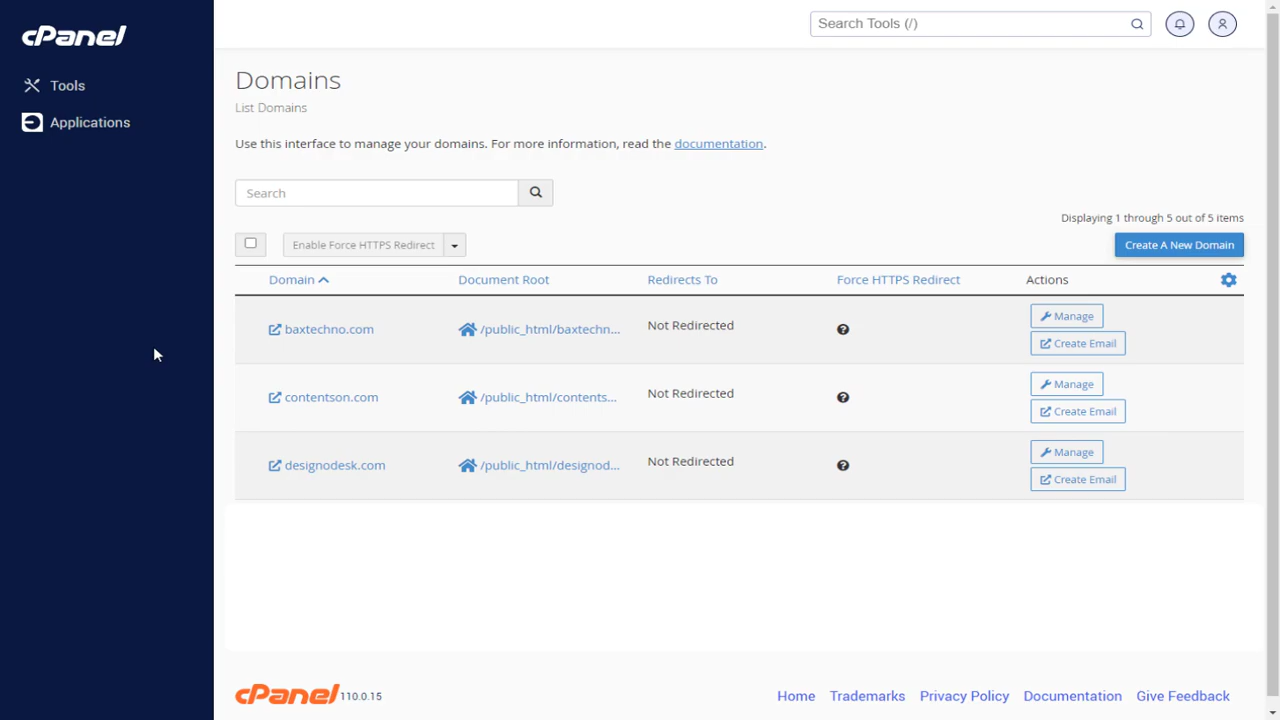 cPanel
Search Tools (/)
Tools
Applications
Domains
List Domains
Use this interface to manage your domains. For more information, read the documentation.
Search
Displaying 1 through 5 out of 5 items
Enable Force HTTPS Redirect
Create A New Domain
Domain Document Root Redirects To Force HTTPS Redirect Actions
baxtechno.com /public_html/baxtechn... Not Redirected Manage
Create Email
contentson.com /public_html/contents... Not Redirected Manage
Create Email
designodesk.com /public_html/designod... Not Redirected Manage
Create Email
cPanel 110.0.15
Home Trademarks Privacy Policy Documentation Give Feedback